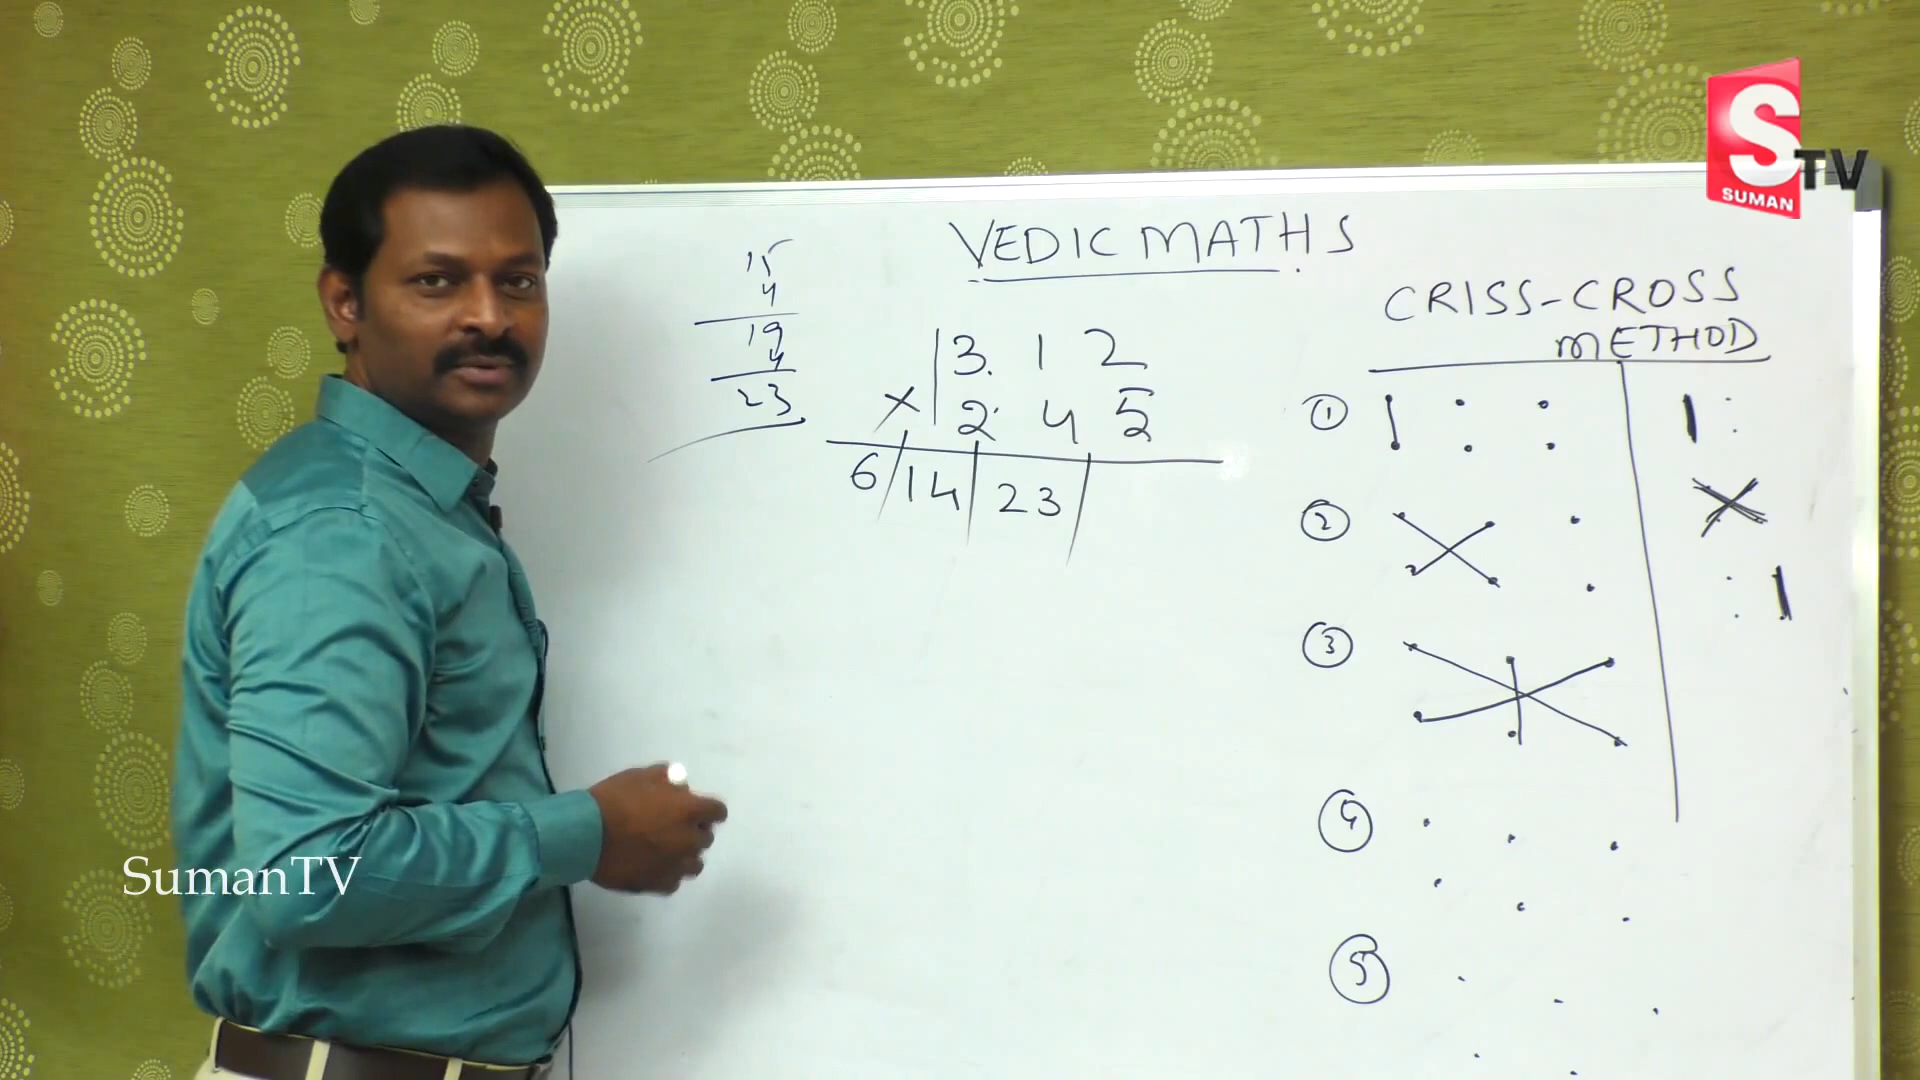 S
SUMAN
TV
VEDIC MATHS
CRISS-CROSS
METHOD
15
4
19
4
23
3. 1 2
× 2 4 5
6/14/23/
①
②
③
④
⑤
SumanTV